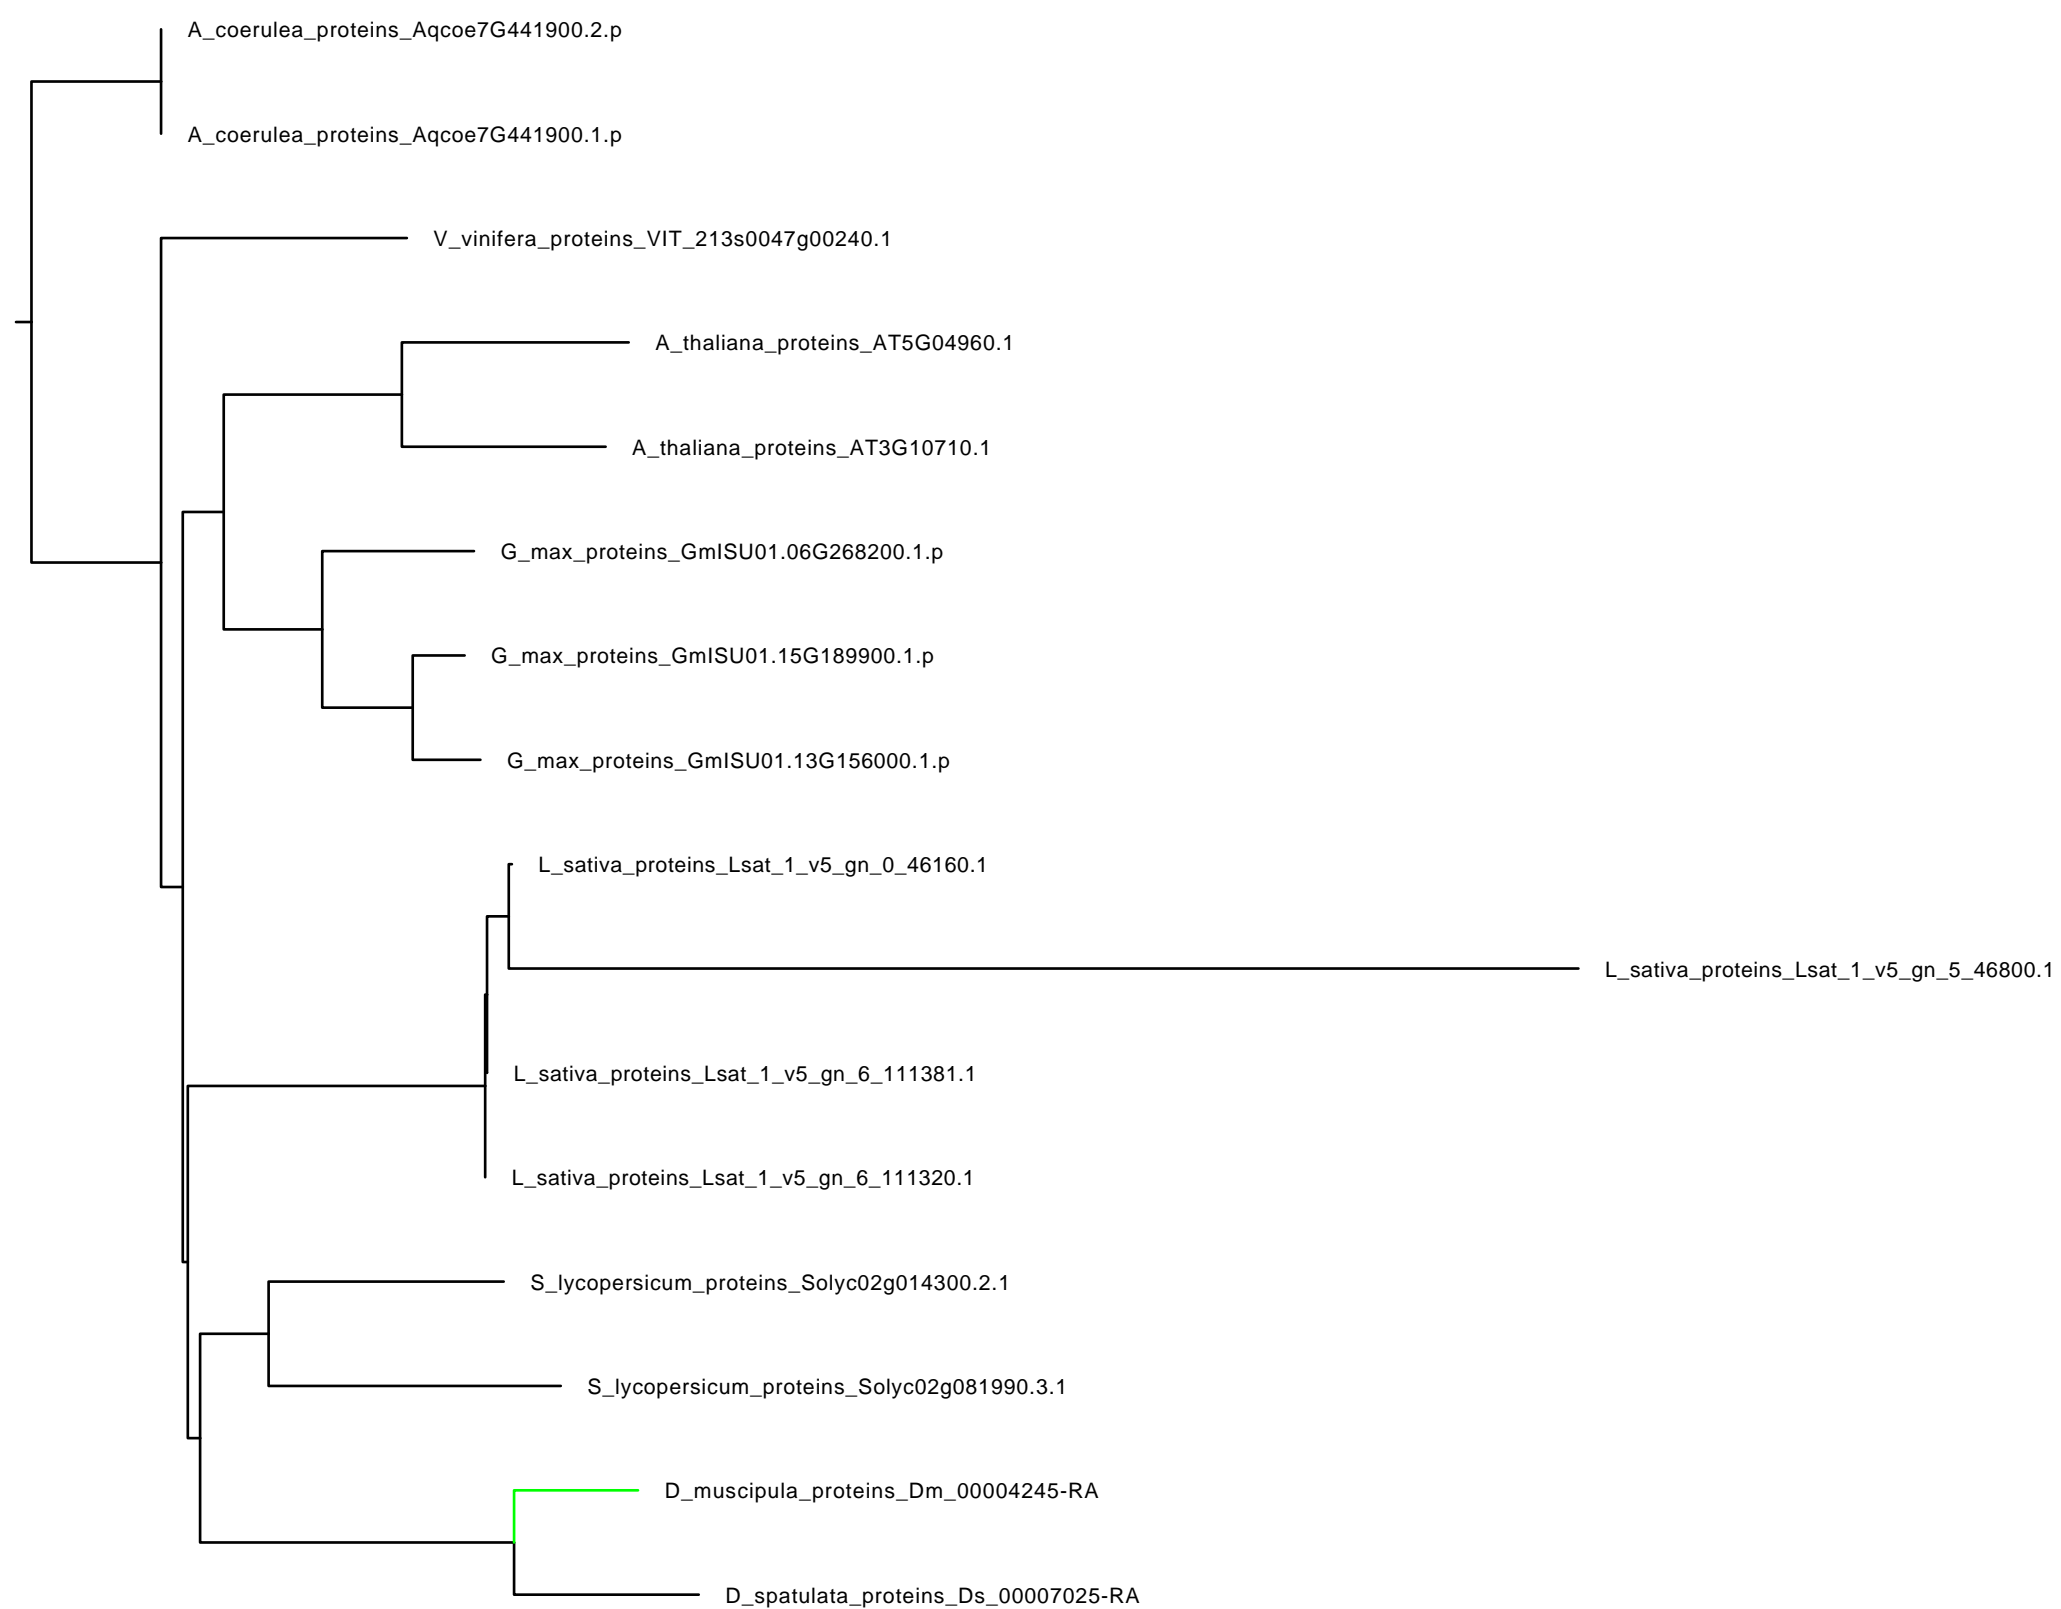 A_coerulea_proteins_Aqcoe7G441900.2.p
A_coerulea_proteins_Aqcoe7G441900.1.p
V_vinifera_proteins_VIT_213s0047g00240.1
A_thaliana_proteins_AT5G04960.1
A_thaliana_proteins_AT3G10710.1
G_max_proteins_GmISU01.06G268200.1.p
G_max_proteins_GmISU01.15G189900.1.p
G_max_proteins_GmISU01.13G156000.1.p
L_sativa_proteins_Lsat_1_v5_gn_0_46160.1
L_sativa_proteins_Lsat_1_v5_gn_5_46800.1
L_sativa_proteins_Lsat_1_v5_gn_6_111381.1
L_sativa_proteins_Lsat_1_v5_gn_6_111320.1
S_lycopersicum_proteins_Solyc02g014300.2.1
S_lycopersicum_proteins_Solyc02g081990.3.1
D_muscipula_proteins_Dm_00004245-RA
D_spatulata_proteins_Ds_00007025-RA